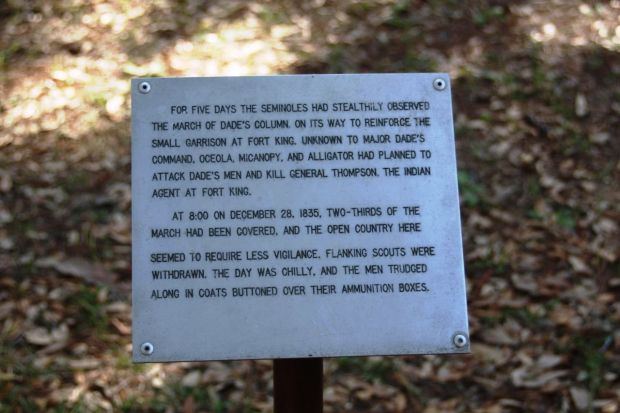 FOR FIVE DAYS THE SEMINOLES HAD STEALTHILY OBSERVED
THE MARCH OF DADE'S COLUMN, ON ITS WAY TO REINFORCE THE
SMALL GARRISON AT FORT KING. UNKNOWN TO MAJOR DADE'S
COMMAND, OCEOLA, MICANOPY, AND ALLIGATOR HAD PLANNED TO
ATTACK DADE'S MEN AND KILL GENERAL THOMPSON, THE INDIAN
AGENT AT FORT KING.
AT 8:00 ON DECEMBER 28, 1835, TWO-THIRDS OF THE
MARCH HAD BEEN COVERED, AND THE OPEN COUNTRY HERE
SEEMED TO REQUIRE LESS VIGILANCE. FLANKING SCOUTS WERE
WITHDRAWN. THE DAY WAS CHILLY, AND THE MEN TRUDGED
ALONG IN COATS BUTTONED OVER THEIR AMMUNITION BOXES.